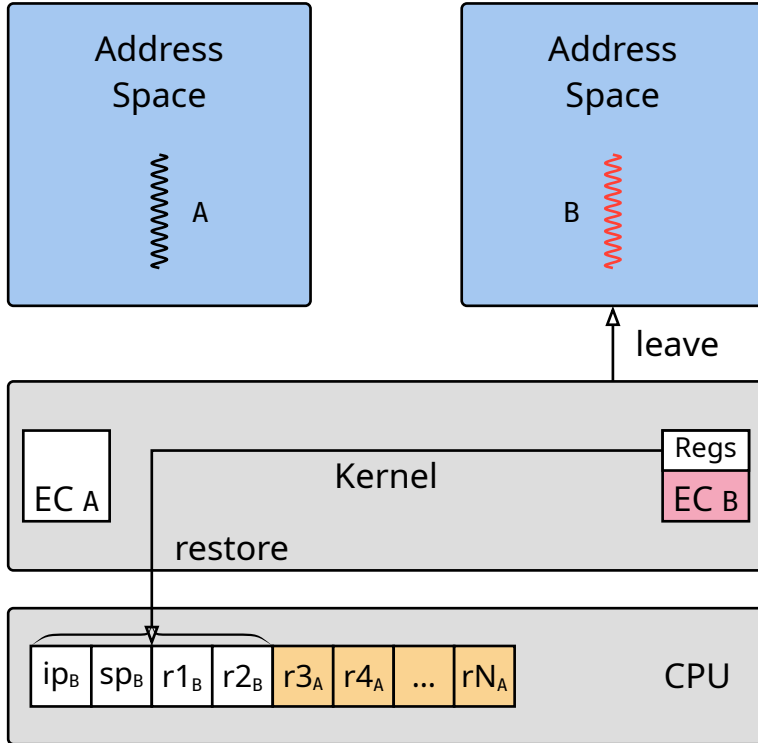 Address
Space
A
Address
Space
B
leave
EC A
Kernel
Regs
EC B
restore
ipB spB r1B r2B r3A r4A ... rNA
CPU